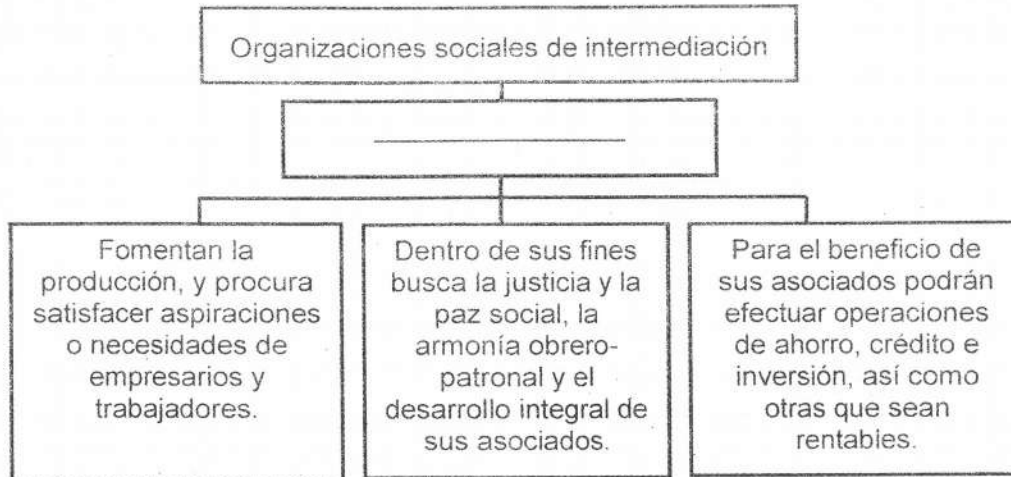 Organizaciones sociales de intermediación
Fomentan la
producción, y procura
satisfacer aspiraciones
o necesidades de
empresarios y
trabajadores.
Dentro de sus fines
busca la justicia y la
paz social, la
armonía obrero-
patronal y el
desarrollo integral de
sus asociados.
Para el beneficio de
sus asociados podrán
efectuar operaciones
de ahorro, crédito e
inversión, así como
otras que sean
rentables.